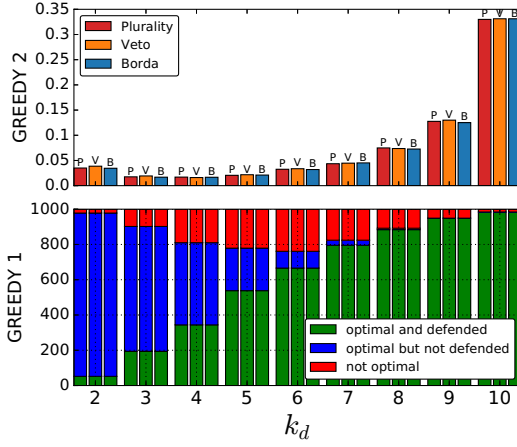 0.35
0.30
0.25
0.20
0.15
0.10
0.05
0.0
GREEDY 2
Plurality
Veto
Borda
P V B
P V B
P V B
P V B
P V B
P V B
P V B
P V B
P V B
1000
800
600
400
200
0
GREEDY 1
optimal and defended
optimal but not defended
not optimal
2 3 4 5 6 7 8 9 10
k_d